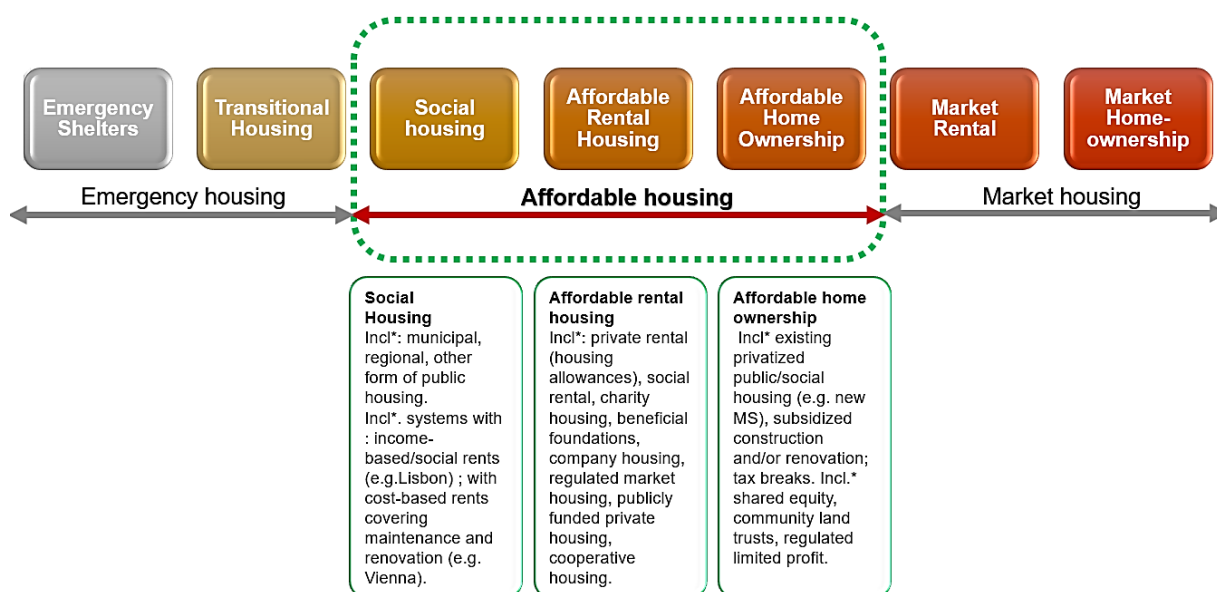 Emergency
Shelters
Transitional
Housing
Social
housing
Affordable
Rental
Housing
Affordable
Home
Ownership
Market
Rental
Market
Home-
ownership
Emergency housing
Affordable housing
Market housing
Social
Housing
Incl*: municipal,
regional, other
form of public
housing.
Incl*. systems with
: income-
based/social rents
(e.g.Lisbon) ; with
cost-based rents
covering
maintenance and
renovation (e.g.
Vienna).
Affordable rental
housing
Incl*: private rental
(housing
allowances), social
rental, charity
housing, beneficial
foundations,
company housing,
regulated market
housing, publicly
funded private
housing,
cooperative
housing.
Affordable home
ownership
Incl* existing
privatized
public/social
housing (e.g. new
MS), subsidized
construction
and/or renovation;
tax breaks. Incl.*
shared equity,
community land
trusts, regulated
limited profit.